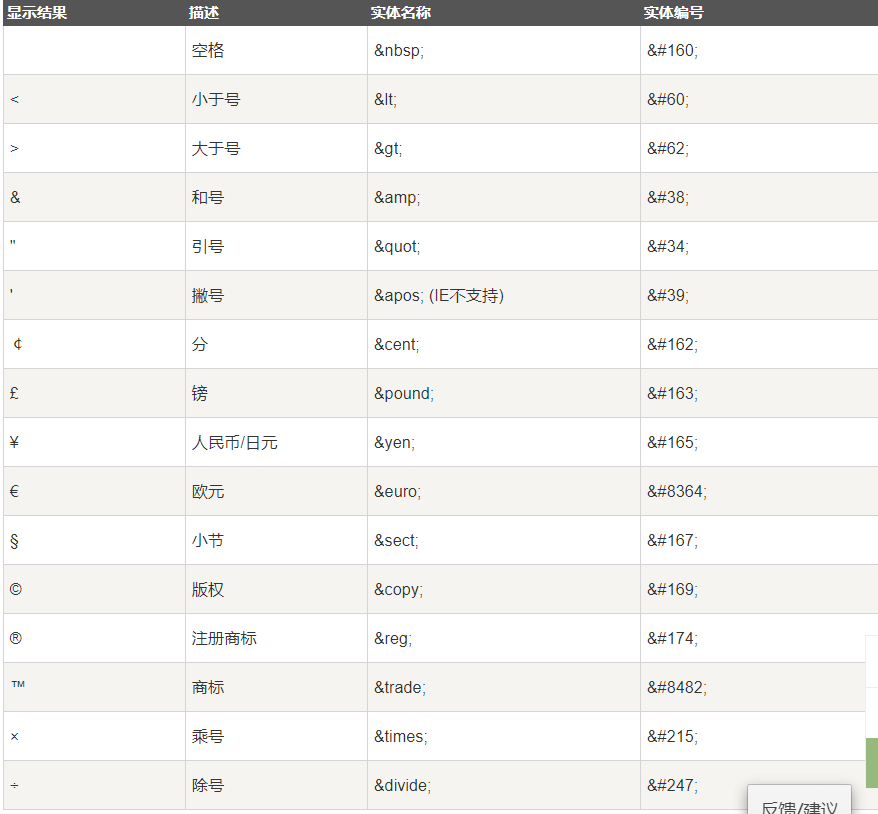 显示结果 描述 实体名称 实体编号
空格 &nbsp; &#160;
< 小于号 &lt; &#60;
> 大于号 &gt; &#62;
& 和号 &amp; &#38;
" 引号 &quot; &#34;
' 撇号 &apos; (IE不支持) &#39;
¢ 分 &cent; &#162;
£ 镑 &pound; &#163;
¥ 人民币/日元 &yen; &#165;
€ 欧元 &euro; &#8364;
§ 小节 &sect; &#167;
© 版权 &copy; &#169;
® 注册商标 &reg; &#174;
™ 商标 &trade; &#8482;
× 乘号 &times; &#215;
÷ 除号 &divide; &#247;
反馈/建议